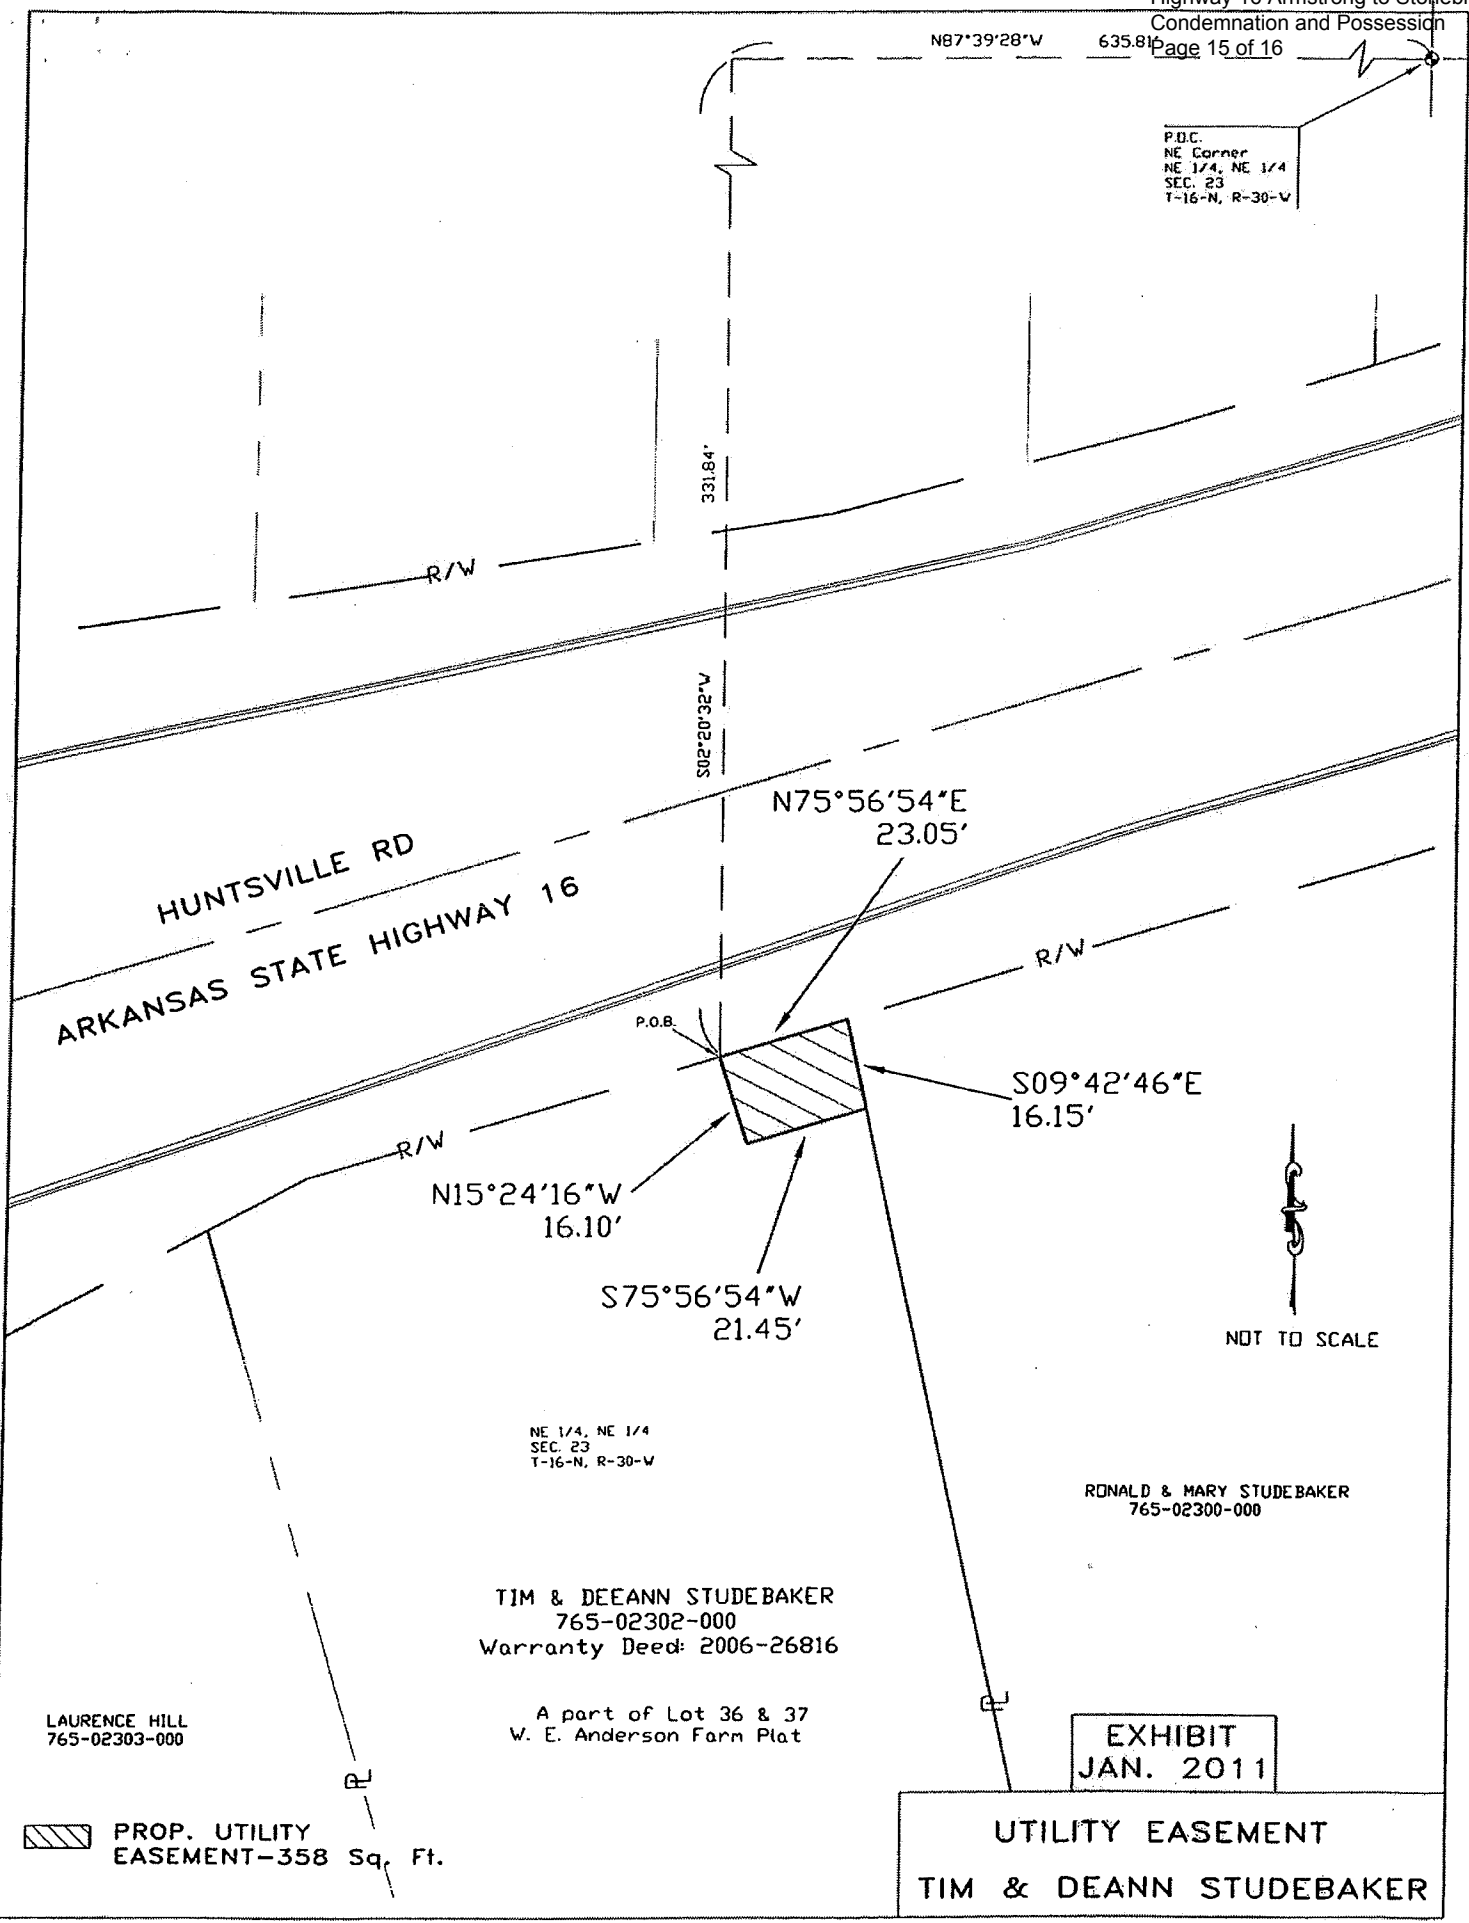 Condemnation and Possession
N87°39'28"W 635.81
Page 15 of 16
P.O.C.
NE Corner
NE 1/4, NE 1/4
SEC. 23
T-16-N, R-30-W
331.84'
R/W
S02°20'32"W
N75°56'54"E
23.05'
HUNTSVILLE RD
ARKANSAS STATE HIGHWAY 16
R/W
P.O.B.
S09°42'46"E
16.15'
R/W
N15°24'16"W
16.10'
S75°56'54"W
21.45'
NOT TO SCALE
NE 1/4, NE 1/4
SEC. 23
T-16-N, R-30-W
RONALD & MARY STUDEBAKER
765-02300-000
TIM & DEEANN STUDEBAKER
765-02302-000
Warranty Deed: 2006-26816
A part of Lot 36 & 37
W. E. Anderson Farm Plat
LAURENCE HILL
765-02303-000
PL
PL
EXHIBIT
JAN. 2011
PROP. UTILITY
EASEMENT-358 Sq. Ft.
UTILITY EASEMENT
TIM & DEANN STUDEBAKER